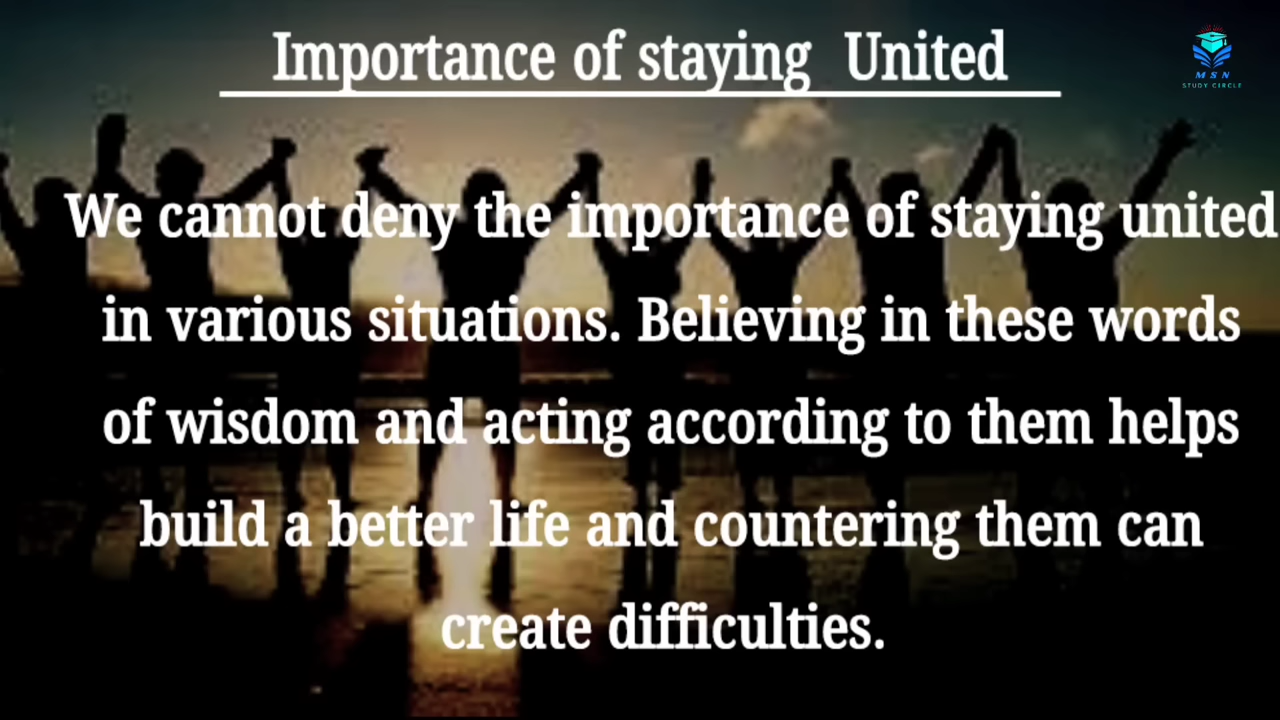 Importance of staying United
MSN
STUDY CIRCLE
We cannot deny the importance of staying united
in various situations. Believing in these words
of wisdom and acting according to them helps
build a better life and countering them can
create difficulties.